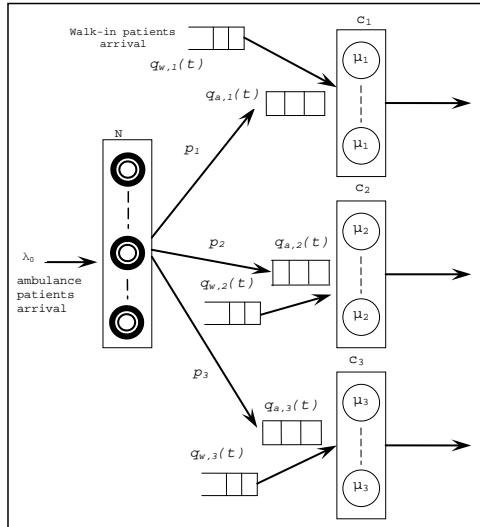 Walk-in patients
arrival
c₁
q_{w,1}(t)
μ₁
q_{a,1}(t)
μ₁
N
p₁
c₂
p₂
q_{a,2}(t)
μ₂
λ₀
ambulance
patients
arrival
q_{w,2}(t)
μ₂
c₃
p₃
q_{a,3}(t)
μ₃
q_{w,3}(t)
μ₃